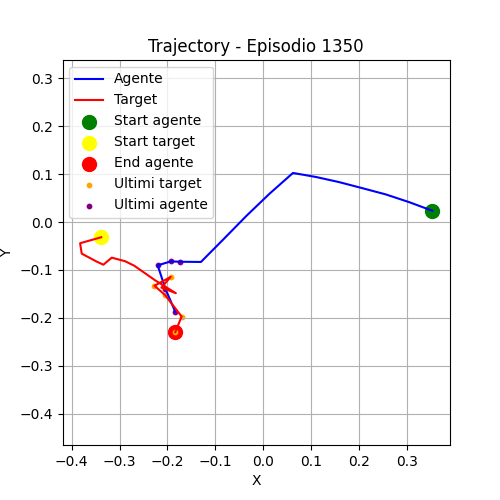 Trajectory - Episodio 1350
Agente
Target
Start agente
Start target
End agente
Ultimi target
Ultimi agente
0.3
0.2
0.1
0.0
−0.1
−0.2
−0.3
−0.4
Y
−0.4 −0.3 −0.2 −0.1 0.0 0.1 0.2 0.3
X